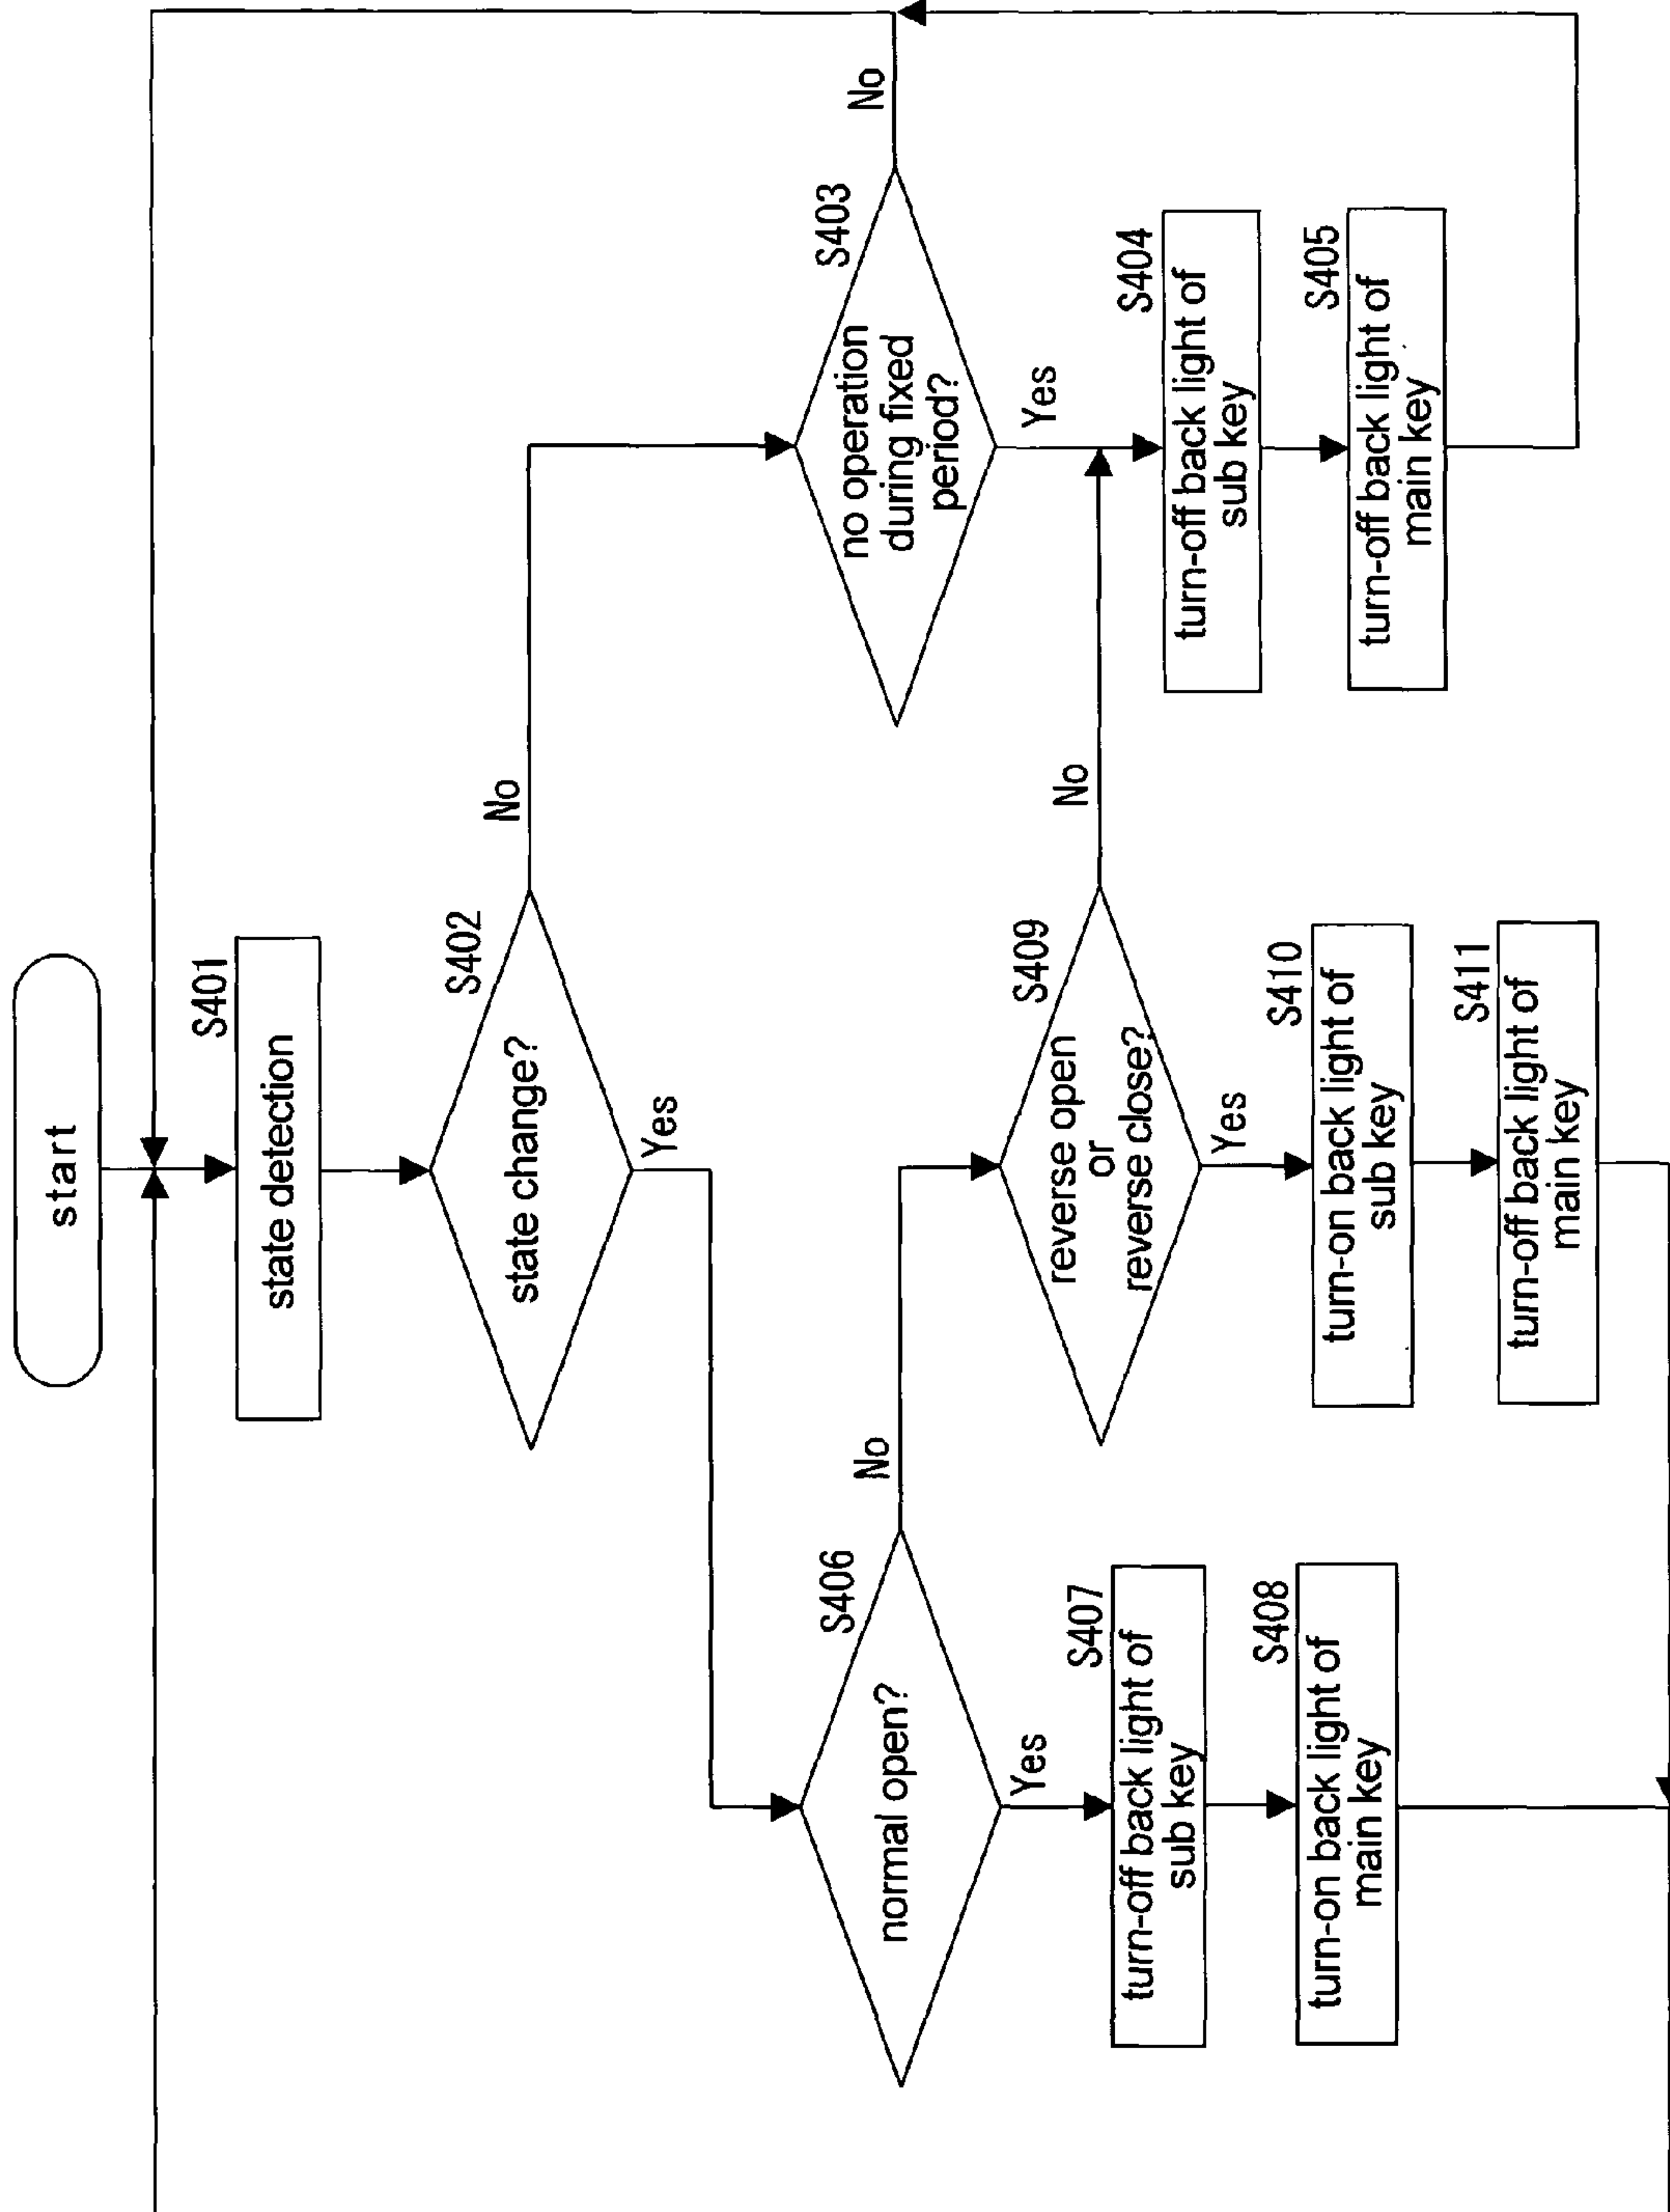 start
S401
state detection
S402
state change?
Yes
No
S403
no operation
during fixed
period?
No
Yes
S404
turn-off back light of
sub key
S405
turn-off back light of
main key
S406
normal open?
No
Yes
S407
turn-off back light of
sub key
S408
turn-on back light of
main key
S409
reverse open
or
reverse close?
No
Yes
S410
turn-on back light of
sub key
S411
turn-off back light of
main key